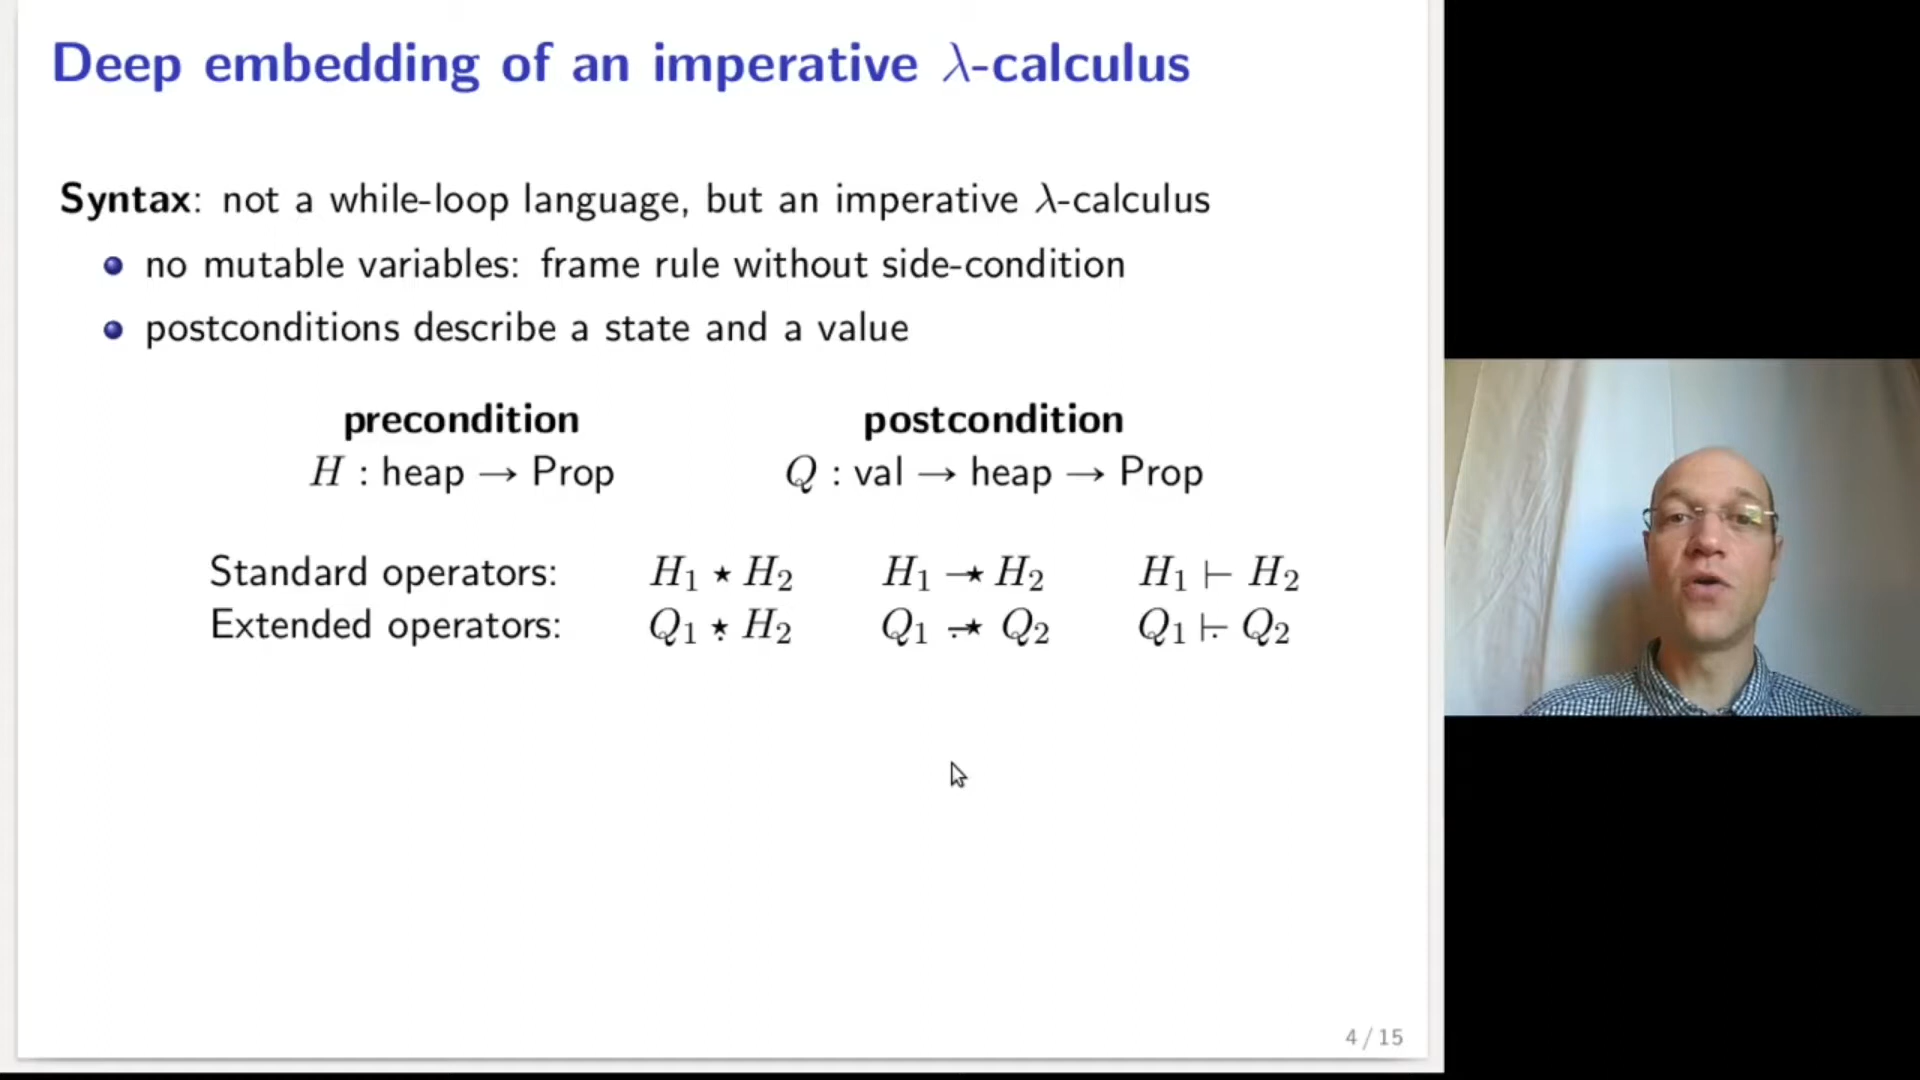 Deep embedding of an imperative λ-calculus
Syntax: not a while-loop language, but an imperative λ-calculus
no mutable variables: frame rule without side-condition
postconditions describe a state and a value
precondition postcondition
H : heap → Prop Q : val → heap → Prop
Standard operators: H₁ ⋆ H₂ H₁ −⋆ H₂ H₁ ⊢ H₂
Extended operators: Q₁ ⋆̣ H₂ Q₁ −⋆̣ Q₂ Q₁ ⊢̣ Q₂
4 / 15